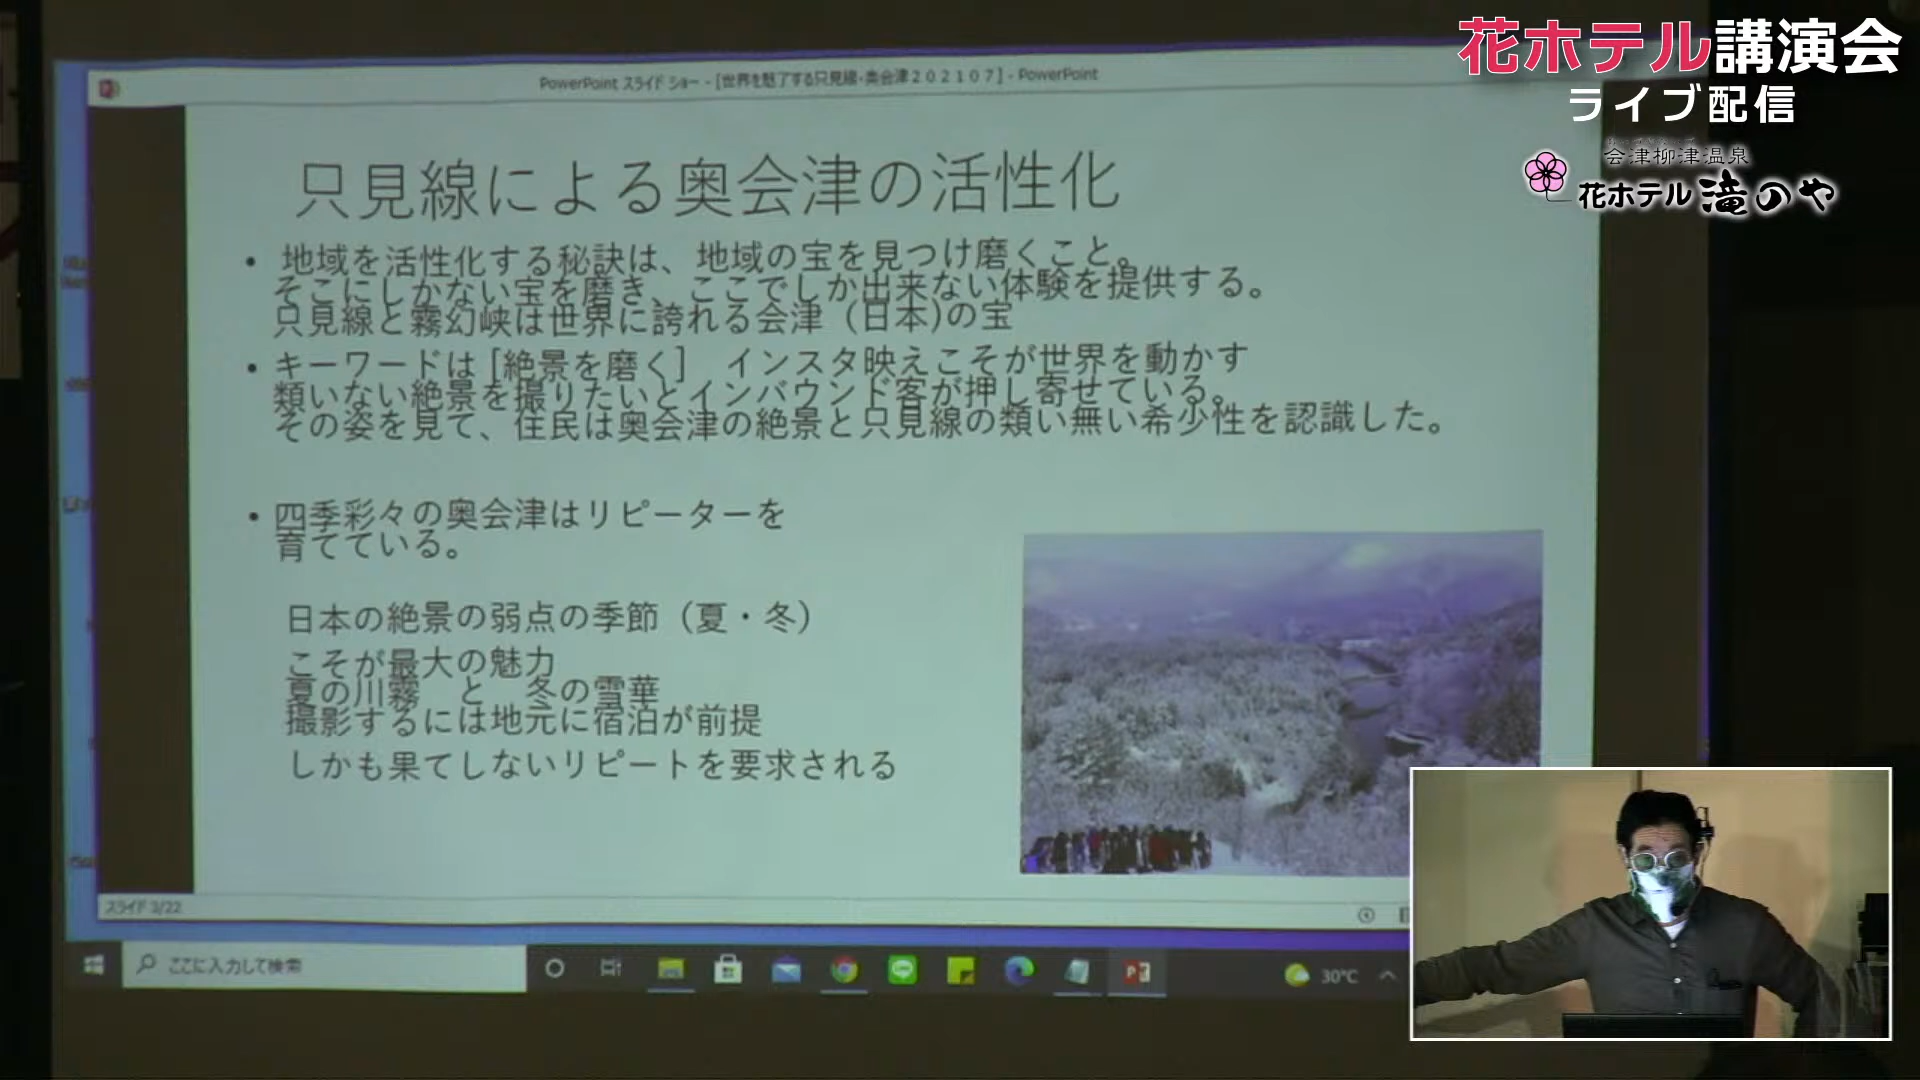 花ホテル講演会
ライブ配信
会津柳津温泉
花ホテル 滝のや
PowerPoint スライド ショー - [世界を魅了する只見線・奥会津202107] - PowerPoint
只見線による奥会津の活性化
• 地域を活性化する秘訣は、地域の宝を見つけ磨くこと。
そこにしかない宝を磨き、ここでしか出来ない体験を提供する。
只見線と霧幻峡は世界に誇れる会津（日本)の宝
• キーワードは [絶景を磨く]　インスタ映えこそが世界を動かす
類いない絶景を撮りたいとインバウンド客が押し寄せている。
その姿を見て、住民は奥会津の絶景と只見線の類い無い希少性を認識した。
• 四季彩々の奥会津はリピーターを
育てている。
日本の絶景の弱点の季節（夏・冬）
こそが最大の魅力
夏の川霧　と　冬の雪華
撮影するには地元に宿泊が前提
しかも果てしないリピートを要求される
スライド 3/22
ここに入力して検索
30°C